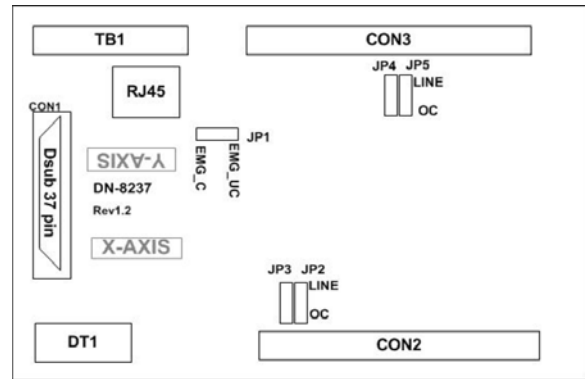 TB1
CON3
JP4 JP5
LINE
OC
RJ45
CON1
JP1
EMG_C
EMG_UC
Dsub 37 pin
Y-AXIS
DN-8237
Rev1.2
X-AXIS
JP3 JP2
LINE
OC
DT1
CON2